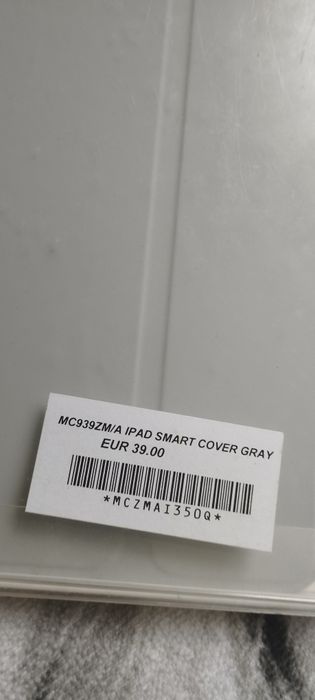 MC939ZM/A IPAD SMART COVER GRAY
EUR 39.00
*MCZMAI350Q*